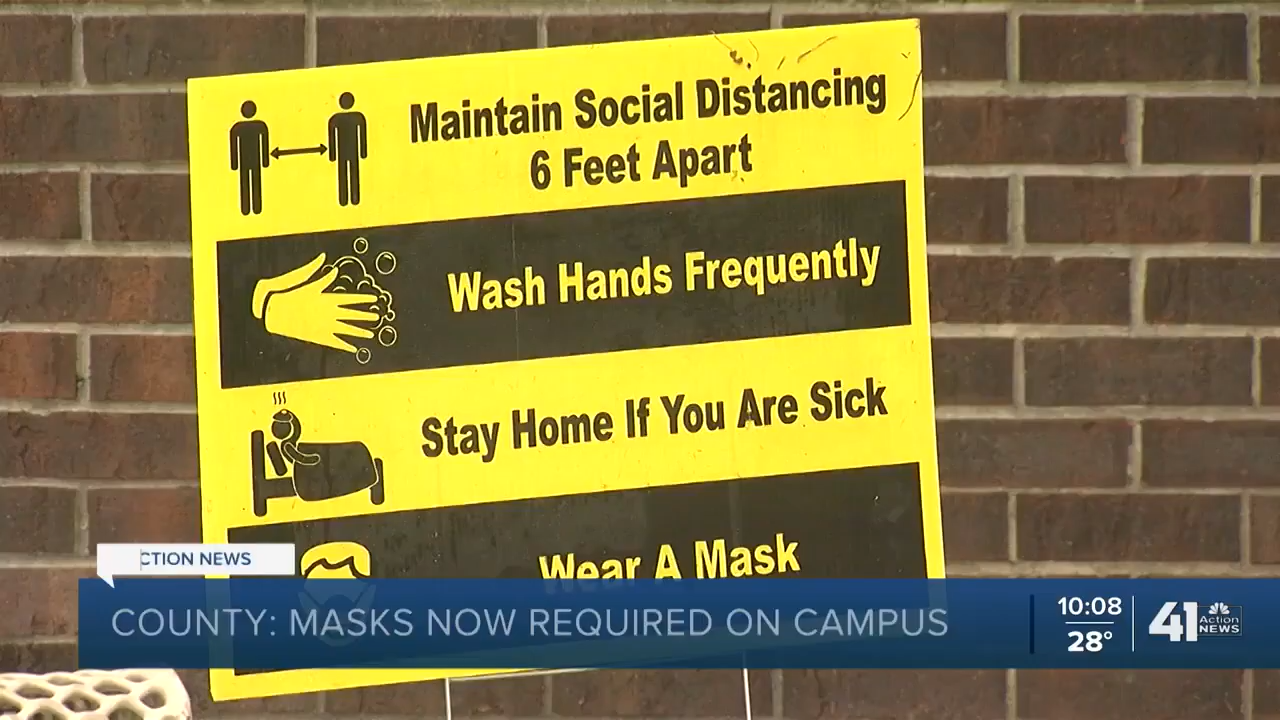 Maintain Social Distancing
6 Feet Apart
Wash Hands Frequently
Stay Home If You Are Sick
Wear A Mask
CTION NEWS
COUNTY: MASKS NOW REQUIRED ON CAMPUS
10:08
28°
41 Action NEWS